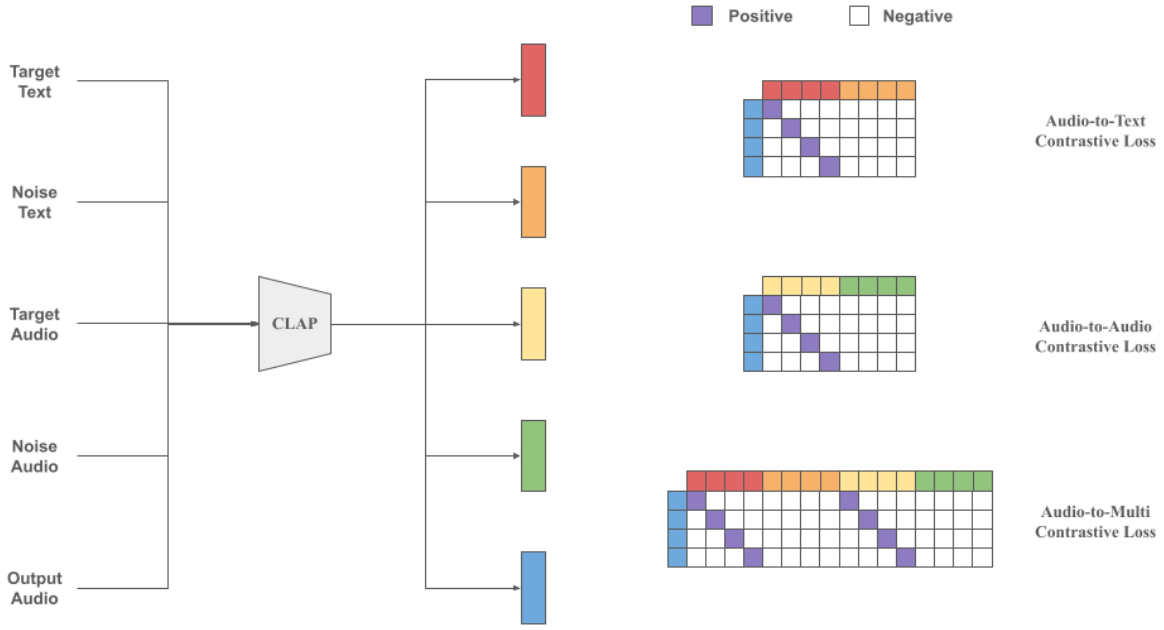 Positive
Negative
Target
Text
Noise
Text
Target
Audio
Noise
Audio
Output
Audio
CLAP
Audio-to-Text
Contrastive Loss
Audio-to-Audio
Contrastive Loss
Audio-to-Multi
Contrastive Loss